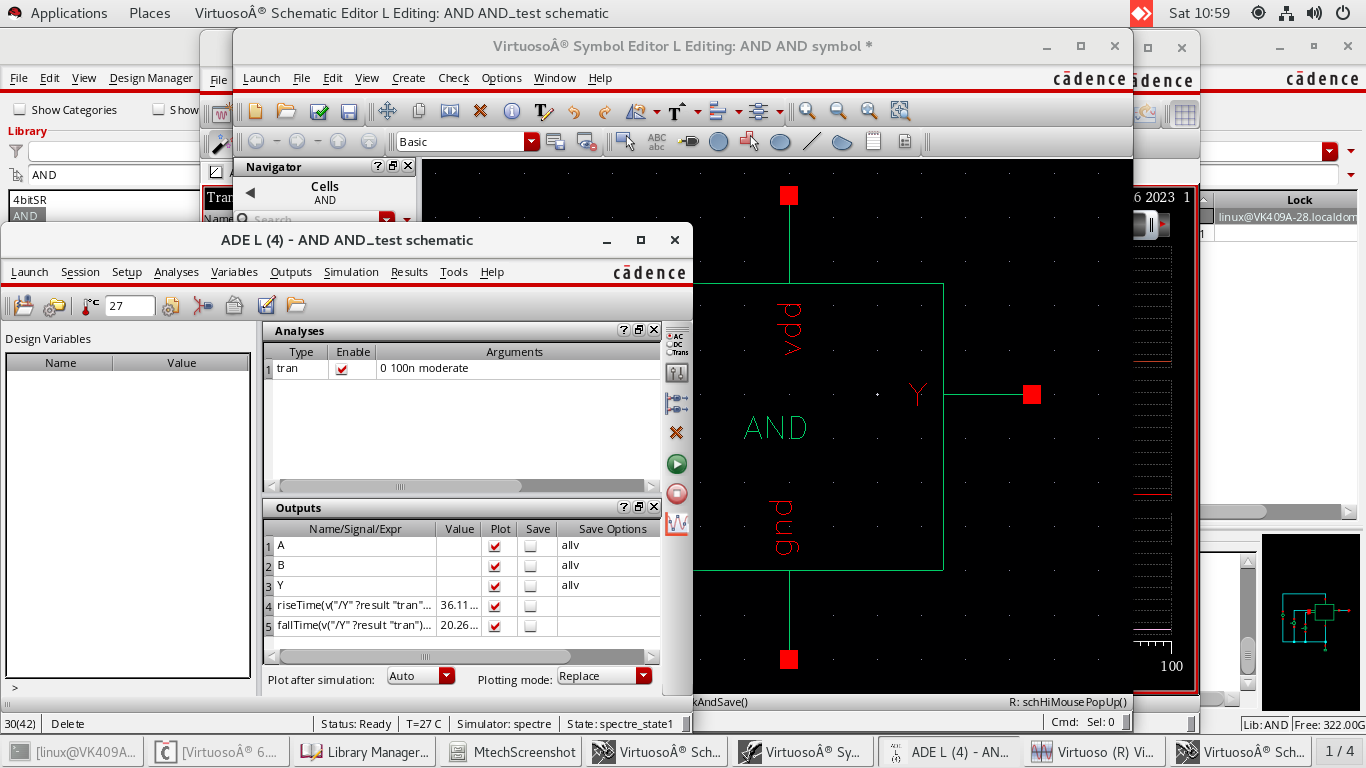 Applications Places VirtuosoÂ® Schematic Editor L Editing: AND AND_test schematic Sat 10:59
VirtuosoÂ® Symbol Editor L Editing: AND AND symbol *
File Edit View Design Manager
File
Launch File Edit View Create Check Options Window Help cādence
cādence
cādence
Show Categories
Library
AND
4bitSR
AND
Basic
ABC
abc
Navigator
Cells
AND
Search
6 2023 1
Lock
linux@VK409A-28.localdom
1
ADE L (4) - AND AND_test schematic
Launch Session Setup Analyses Variables Outputs Simulation Results Tools Help cādence
°C 27
Design Variables
Name Value
Analyses
Type Enable Arguments
1 tran 0 100n moderate
AC
DC
Trans
Outputs
Name/Signal/Expr Value Plot Save Save Options
1 A allv
2 B allv
3 Y allv
4 riseTime(v("/Y" ?result "tran"... 36.11...
5 fallTime(v("/Y" ?result "tran")... 20.26...
Plot after simulation: Auto Plotting mode: Replace
>
30(42) Delete Status: Ready T=27 C Simulator: spectre State: spectre_state1
vdd
Y
AND
gnd
100
kAndSave() R: schHiMousePopUp()
Cmd: Sel: 0
Lib: AND Free: 322.00G
[linux@VK409A... [VirtuosoÂ® 6.... Library Manager... MtechScreenshot VirtuosoÂ® Sch... VirtuosoÂ® Sy... ADE L (4) - AN... Virtuoso (R) Vi... VirtuosoÂ® Sch... 1 / 4